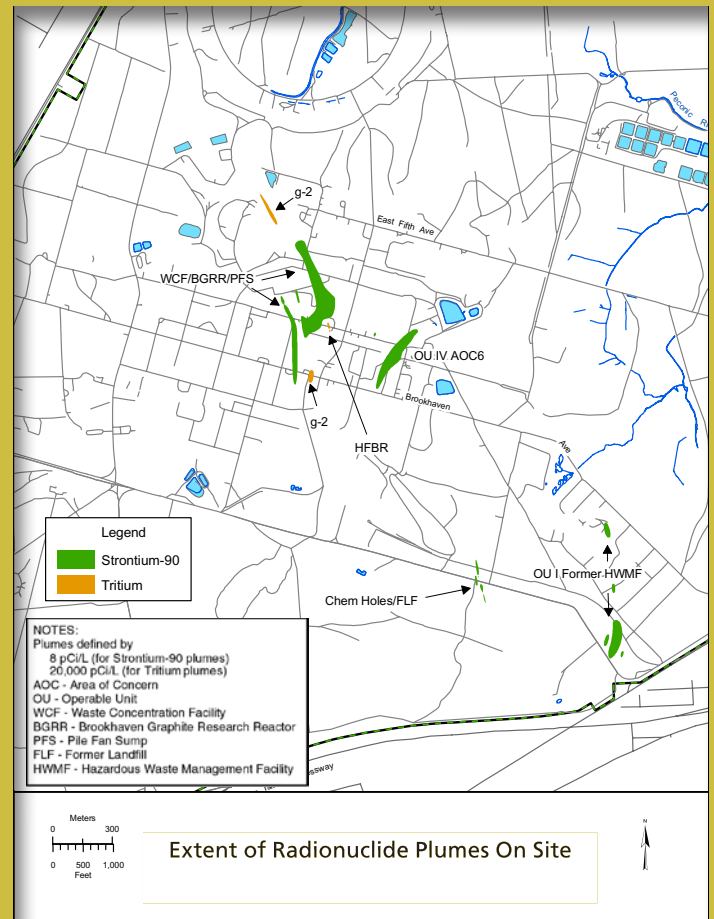 Peconic
g-2
East Fifth Ave
WCF/BGRR/PFS
OU IV AOC6
Brookhaven
g-2
HFBR
Ave
Legend
Strontium-90
Tritium
OU I Former HWMF
Chem Holes/FLF
NOTES:
Plumes defined by
8 pCi/L (for Strontium-90 plumes)
20,000 pCi/L (for Tritium plumes)
AOC - Area of Concern
OU - Operable Unit
WCF - Waste Concentration Facility
BGRR - Brookhaven Graphite Research Reactor
PFS - Pile Fan Sump
FLF - Former Landfill
HWMF - Hazardous Waste Management Facility
Meters
0 300
0 500 1,000
Feet
Extent of Radionuclide Plumes On Site
N